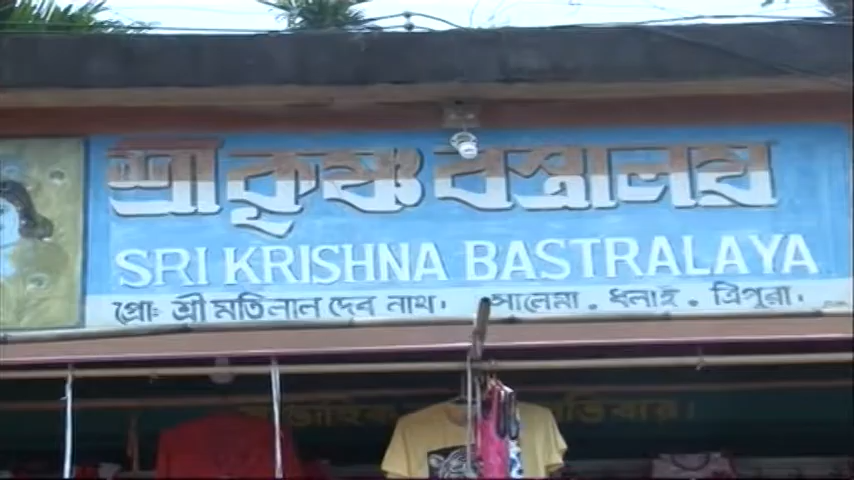 শ্রীকৃষ্ণ বস্ত্রালয়
SRI KRISHNA BASTRALAYA
প্রোঃ- শ্রী মতিলাল দেব নাথ। সালেমা . ধলাই . ত্রিপুরা।